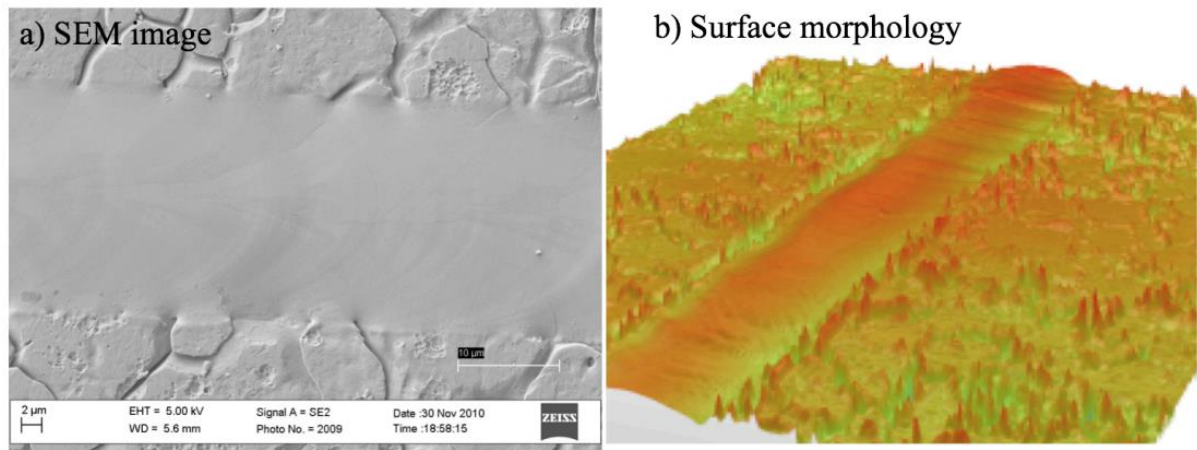 a) SEM image
b) Surface morphology
10 µm
2 µm
EHT = 5.00 kV
WD = 5.6 mm
Signal A = SE2
Photo No. = 2009
Date :30 Nov 2010
Time :18:58:15
ZEISS